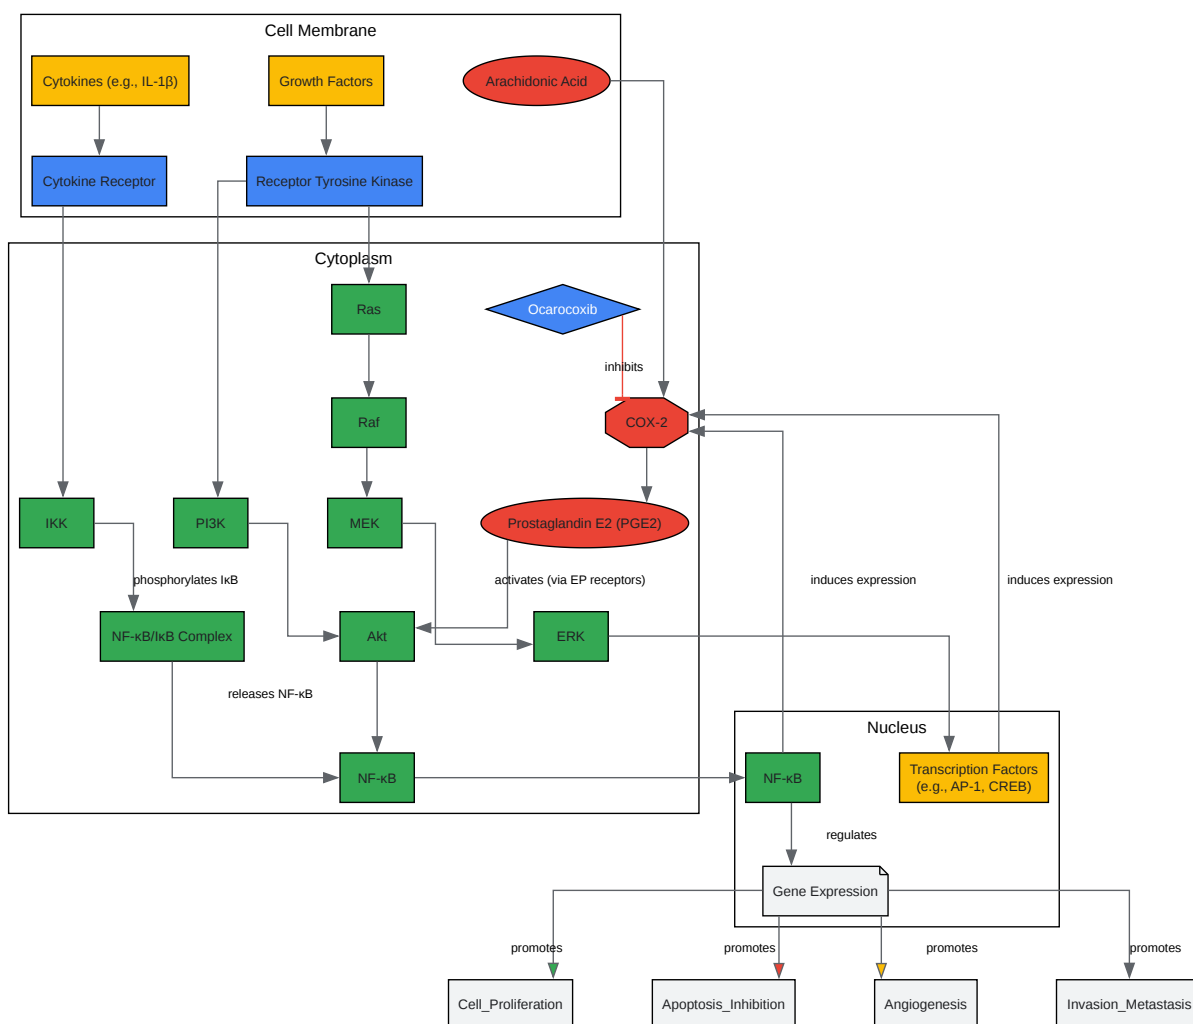 Cell Membrane
Cytokines (e.g., IL-1β)
Growth Factors
Arachidonic Acid
Cytokine Receptor
Receptor Tyrosine Kinase
Cytoplasm
Ras
Ocarocoxib
inhibits
Raf
COX-2
IKK
PI3K
MEK
Prostaglandin E2 (PGE2)
phosphorylates IκB
activates (via EP receptors)
induces expression
induces expression
NF-κB/IκB Complex
Akt
ERK
releases NF-κB
Nucleus
NF-κB
NF-κB
Transcription Factors
(e.g., AP-1, CREB)
regulates
Gene Expression
promotes
promotes
promotes
promotes
Cell_Proliferation
Apoptosis_Inhibition
Angiogenesis
Invasion_Metastasis